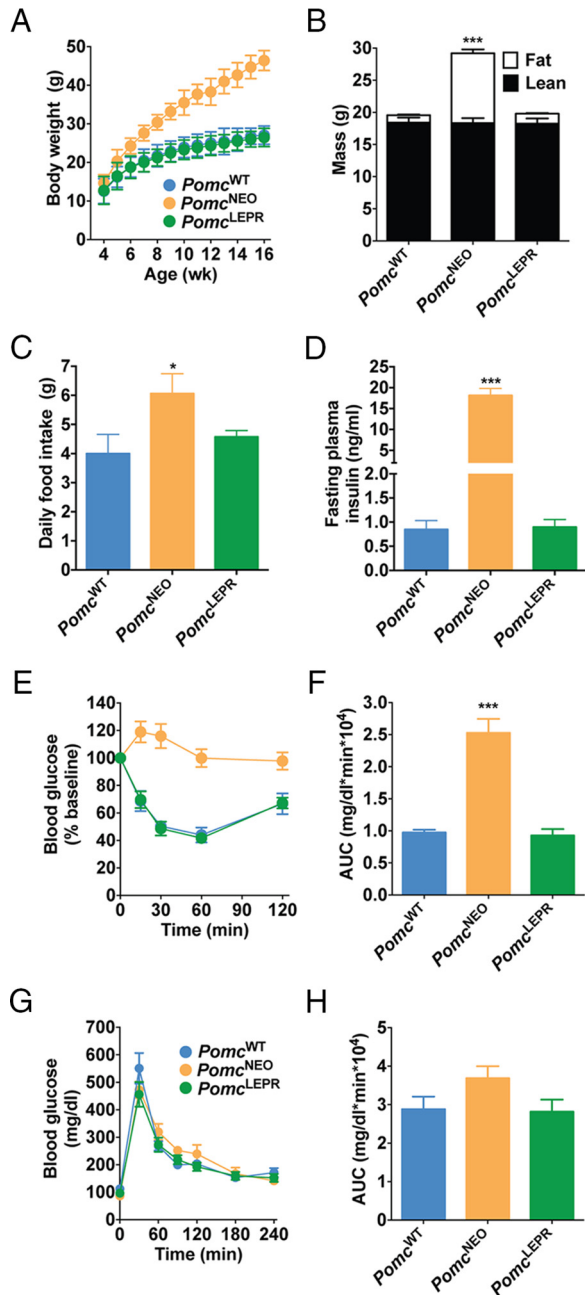 A
Body weight (g)
50
40
30
20
10
0
Pomc^WT
Pomc^NEO
Pomc^LEPR
4 6 8 10 12 14 16
Age (wk)
B
***
Fat
Lean
Mass (g)
30
25
20
15
10
5
0
Pomc^WT
Pomc^NEO
Pomc^LEPR
C
*
Daily food intake (g)
7
6
5
4
3
2
1
0
Pomc^WT
Pomc^NEO
Pomc^LEPR
D
***
Fasting plasma
insulin (ng/ml)
20
15
10
5
1.0
0.5
0.0
Pomc^WT
Pomc^NEO
Pomc^LEPR
E
Blood glucose
(% baseline)
140
120
100
80
60
40
20
0
0 30 60 90 120
Time (min)
F
***
AUC (mg/dl*min*10^4)
3.0
2.5
2.0
1.5
1.0
0.5
0.0
Pomc^WT
Pomc^NEO
Pomc^LEPR
G
Blood glucose
(mg/dl)
700
600
500
400
300
200
100
0
Pomc^WT
Pomc^NEO
Pomc^LEPR
0 60 120 180 240
Time (min)
H
AUC (mg/dl*min*10^4)
5
4
3
2
1
0
Pomc^WT
Pomc^NEO
Pomc^LEPR